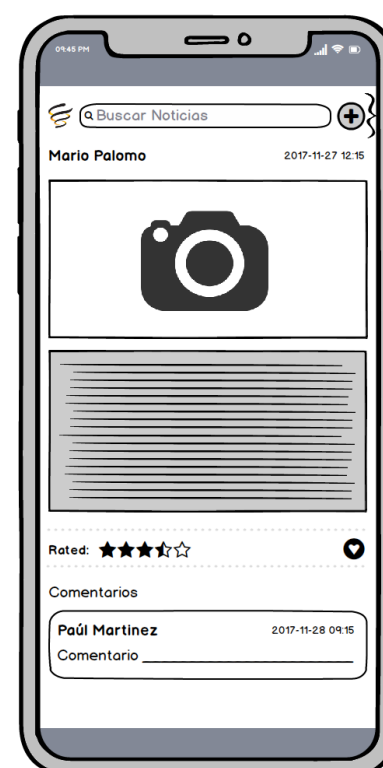 09:45 PM
Buscar Noticias
Mario Palomo 2017-11-27 12:15
Rated:
Comentarios
Paúl Martinez 2017-11-28 09:15
Comentario